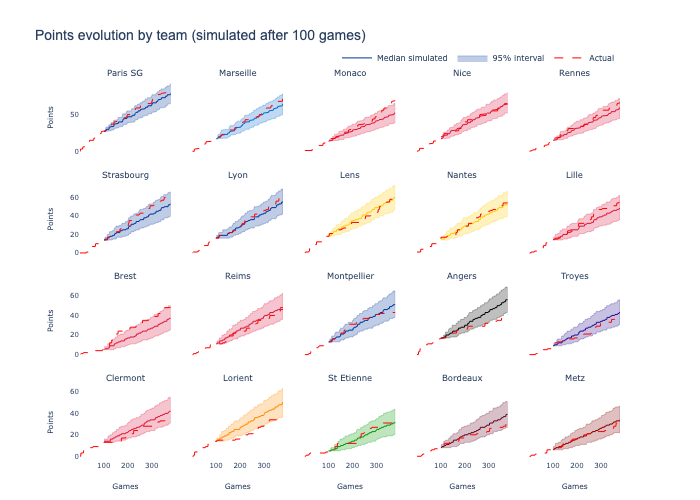 Points evolution by team (simulated after 100 games)
Median simulated 95% interval Actual
Paris SG Marseille Monaco Nice Rennes
Points
50
0
Strasbourg Lyon Lens Nantes Lille
Points
60
40
20
0
Brest Reims Montpellier Angers Troyes
Points
60
40
20
0
Clermont Lorient St Etienne Bordeaux Metz
Points
60
40
20
0
100 200 300 100 200 300 100 200 300 100 200 300 100 200 300
Games Games Games Games Games